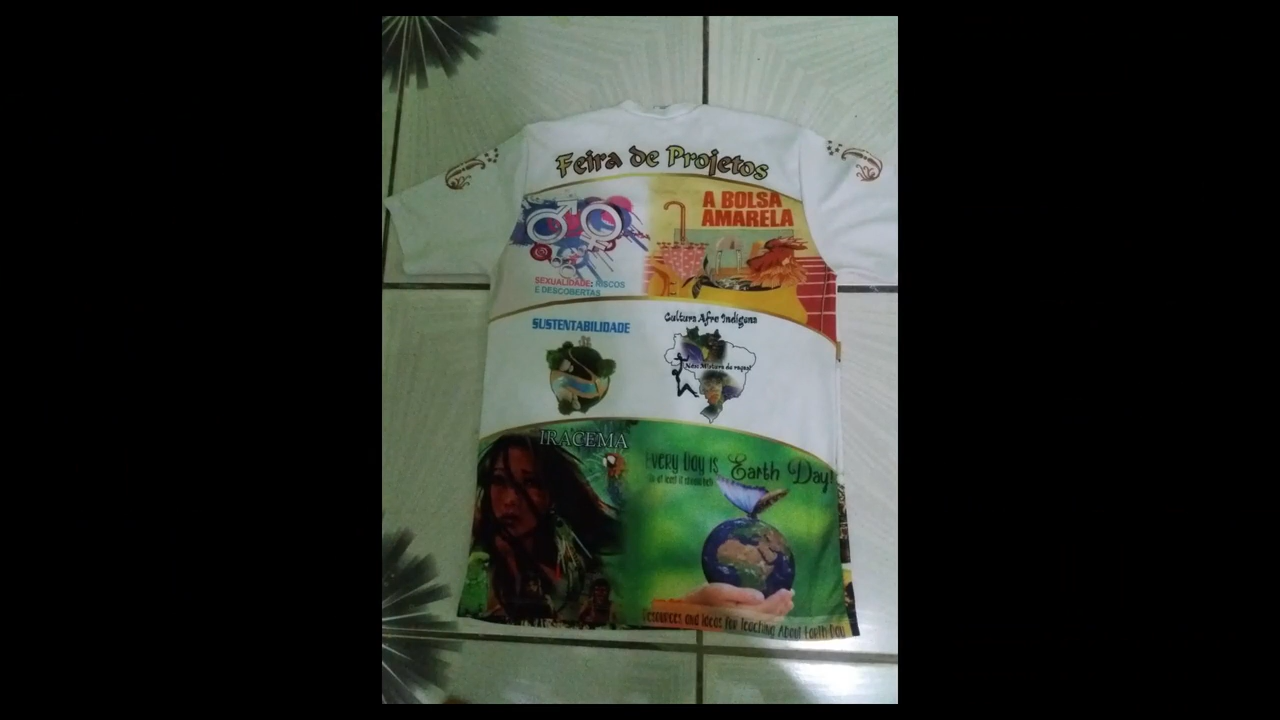 Feira de Projetos
A BOLSA
AMARELA
SEXUALIDADE: RISCOS
E DESCOBERTAS
SUSTENTABILIDADE
Cultura Afro Indígena
IRACEMA
Every Day is Earth Day!
Resources and Ideas for Teaching About Earth Day